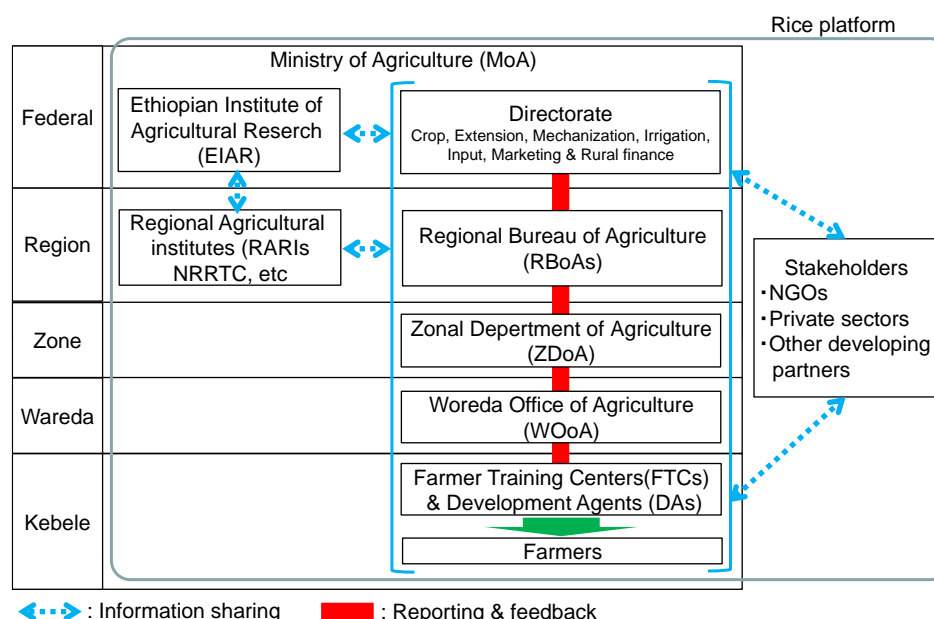 Rice platform
Ministry of Agriculture (MoA)
Federal
Ethiopian Institute of
Agricultural Reserch
(EIAR)
Directorate
Crop, Extension, Mechanization, Irrigation,
Input, Marketing & Rural finance
Region
Regional Agricultural
institutes (RARIs
NRRTC, etc
Regional Bureau of Agriculture
(RBoAs)
Stakeholders
・NGOs
・Private sectors
・Other developing
partners
Zone
Zonal Depertment of Agriculture
(ZDoA)
Wareda
Woreda Office of Agriculture
(WOoA)
Kebele
Farmer Training Centers(FTCs)
& Development Agents (DAs)
Farmers
: Information sharing
: Reporting & feedback